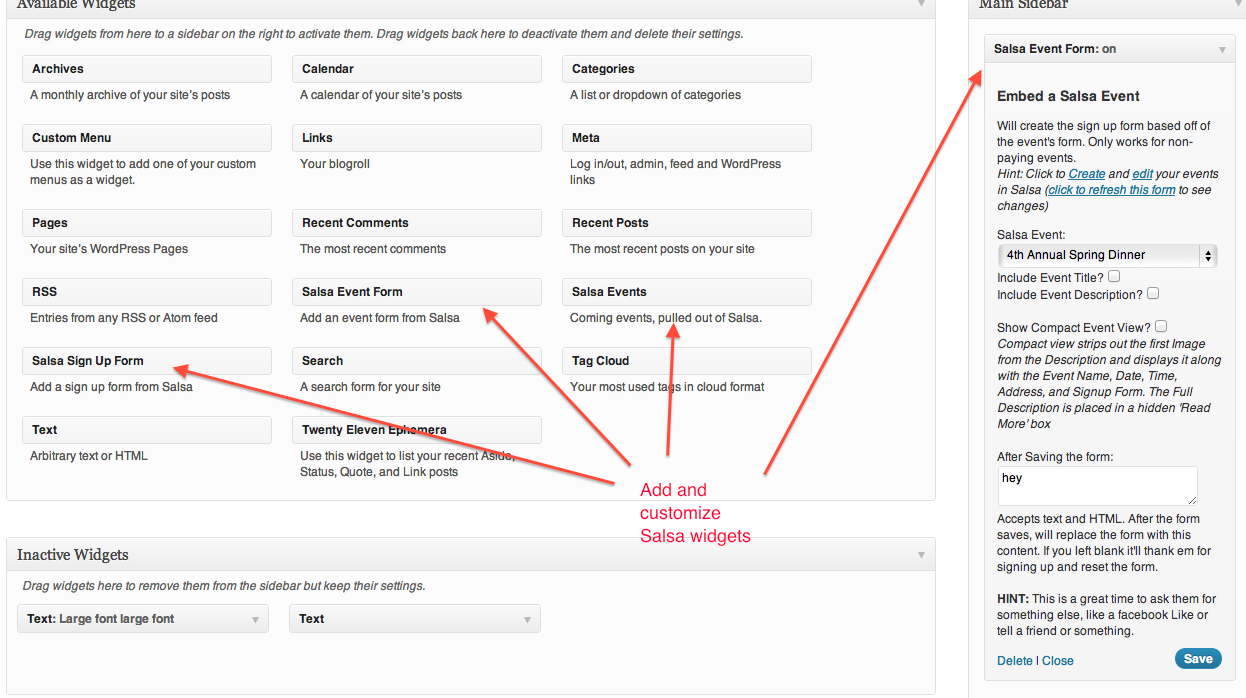 Available Widgets
Drag widgets from here to a sidebar on the right to activate them. Drag widgets back here to deactivate them and delete their settings.
Archives
A monthly archive of your site's posts
Calendar
A calendar of your site's posts
Categories
A list or dropdown of categories
Custom Menu
Use this widget to add one of your custom
menus as a widget.
Links
Your blogroll
Meta
Log in/out, admin, feed and WordPress
links
Pages
Your site's WordPress Pages
Recent Comments
The most recent comments
Recent Posts
The most recent posts on your site
RSS
Entries from any RSS or Atom feed
Salsa Event Form
Add an event form from Salsa
Salsa Events
Coming events, pulled out of Salsa.
Salsa Sign Up Form
Add a sign up form from Salsa
Search
A search form for your site
Tag Cloud
Your most used tags in cloud format
Text
Arbitrary text or HTML
Twenty Eleven Ephemera
Use this widget to list your recent Aside,
Status, Quote, and Link posts
Add and
customize
Salsa widgets
Inactive Widgets
Drag widgets here to remove them from the sidebar but keep their settings.
Text: Large font large font
Text
Main Sidebar
Salsa Event Form: on
Embed a Salsa Event
Will create the sign up form based off of
the event's form. Only works for non-
paying events.
Hint: Click to Create and edit your events
in Salsa (click to refresh this form to see
changes)
Salsa Event:
4th Annual Spring Dinner
Include Event Title?
Include Event Description?
Show Compact Event View?
Compact view strips out the first Image
from the Description and displays it along
with the Event Name, Date, Time,
Address, and Signup Form. The Full
Description is placed in a hidden 'Read
More' box
After Saving the form:
hey
Accepts text and HTML. After the form
saves, will replace the form with this
content. If you left blank it'll thank em for
signing up and reset the form.
HINT: This is a great time to ask them for
something else, like a facebook Like or
tell a friend or something.
Delete | Close
Save